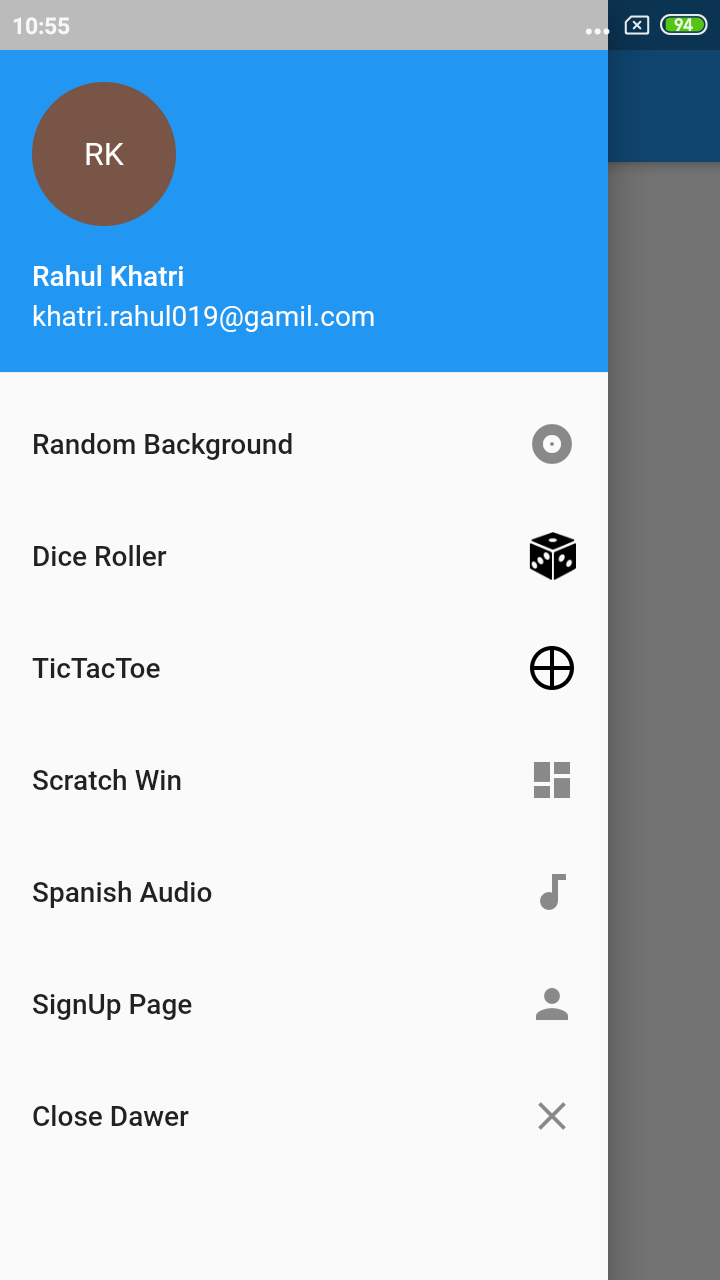 10:55
94
RK
Rahul Khatri
khatri.rahul019@gamil.com
Random Background
Dice Roller
TicTacToe
Scratch Win
Spanish Audio
SignUp Page
Close Dawer